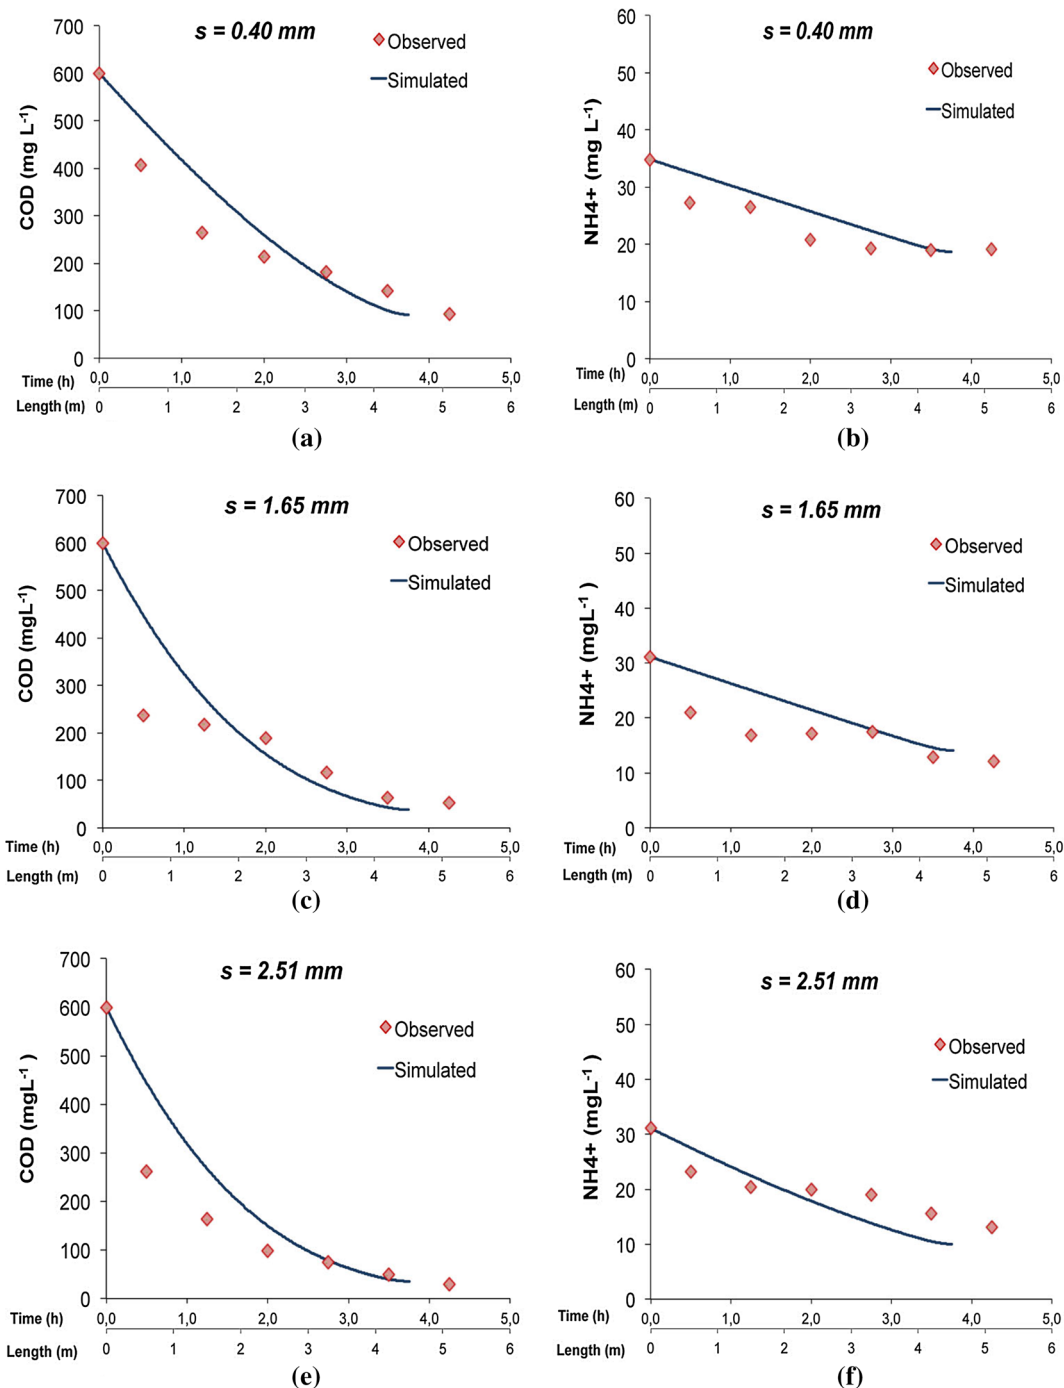 s = 0.40 mm
Observed
Simulated
COD (mg L-1)
700
600
500
400
300
200
100
0
Time (h)
0,0 1,0 2,0 3,0 4,0 5,0
Length (m)
0 1 2 3 4 5 6
(a)
s = 0.40 mm
Observed
Simulated
NH4+ (mg L-1)
60
50
40
30
20
10
0
Time (h)
0,0 1,0 2,0 3,0 4,0 5,0
Length (m)
0 1 2 3 4 5 6
(b)
s = 1.65 mm
Observed
Simulated
COD (mgL-1)
700
600
500
400
300
200
100
0
Time (h)
0,0 1,0 2,0 3,0 4,0 5,0
Length (m)
0 1 2 3 4 5 6
(c)
s = 1.65 mm
Observed
Simulated
NH4+ (mgL-1)
60
50
40
30
20
10
0
Time (h)
0,0 1,0 2,0 3,0 4,0 5,0
Length (m)
0 1 2 3 4 5 6
(d)
s = 2.51 mm
Observed
Simulated
COD (mgL-1 )
700
600
500
400
300
200
100
0
Time (h)
0,0 1,0 2,0 3,0 4,0 5,0
Length (m)
0 1 2 3 4 5 6
(e)
s = 2.51 mm
Observed
Simulated
NH4+ (mgL-1 )
60
50
40
30
20
10
0
Time (h)
0,0 1,0 2,0 3,0 4,0 5,0
Length (m)
0 1 2 3 4 5 6
(f)